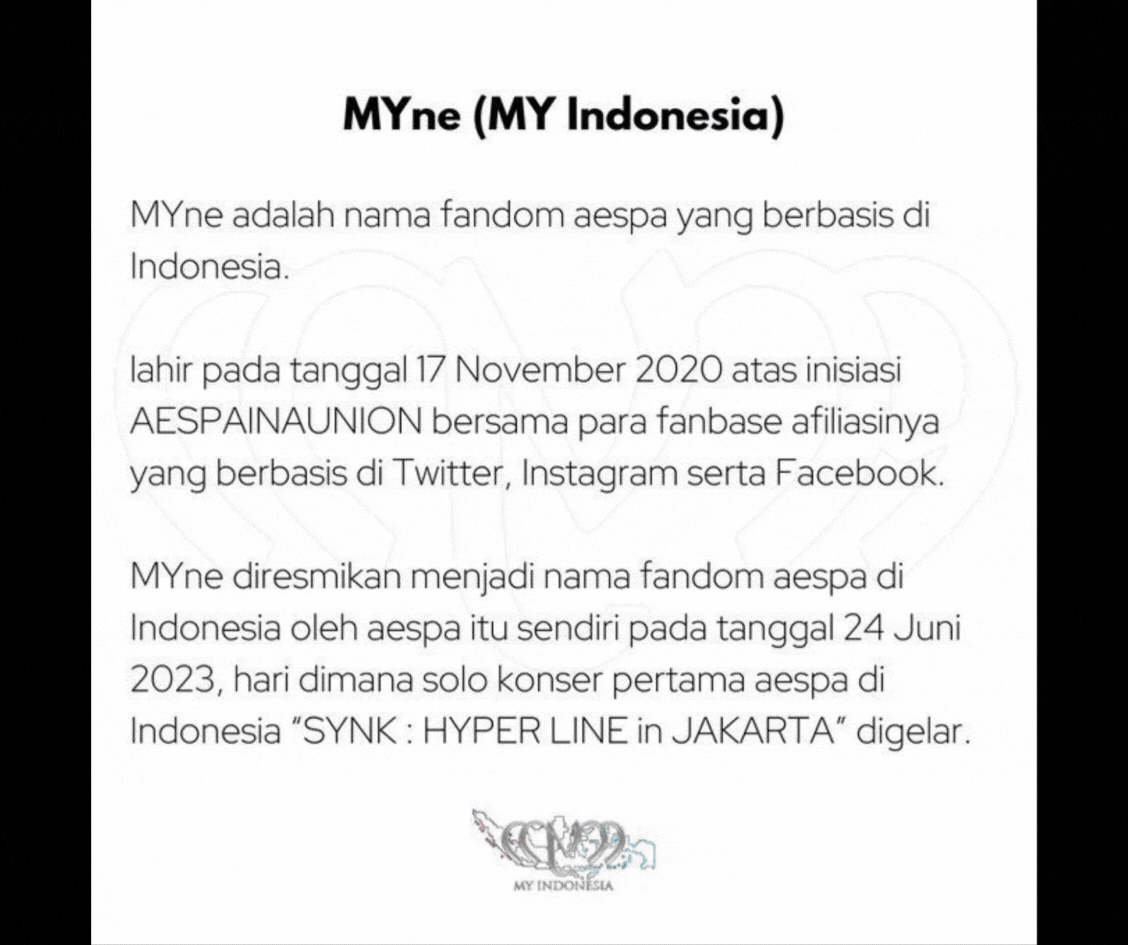 MYne (MY Indonesia)
MYne adalah nama fandom aespa yang berbasis di
Indonesia.
lahir pada tanggal 17 November 2020 atas inisiasi
AESPAINAUNION bersama para fanbase afiliasinya
yang berbasis di Twitter, Instagram serta Facebook.
MYne diresmikan menjadi nama fandom aespa di
Indonesia oleh aespa itu sendiri pada tanggal 24 Juni
2023, hari dimana solo konser pertama aespa di
Indonesia “SYNK : HYPER LINE in JAKARTA” digelar.
MY INDONESIA